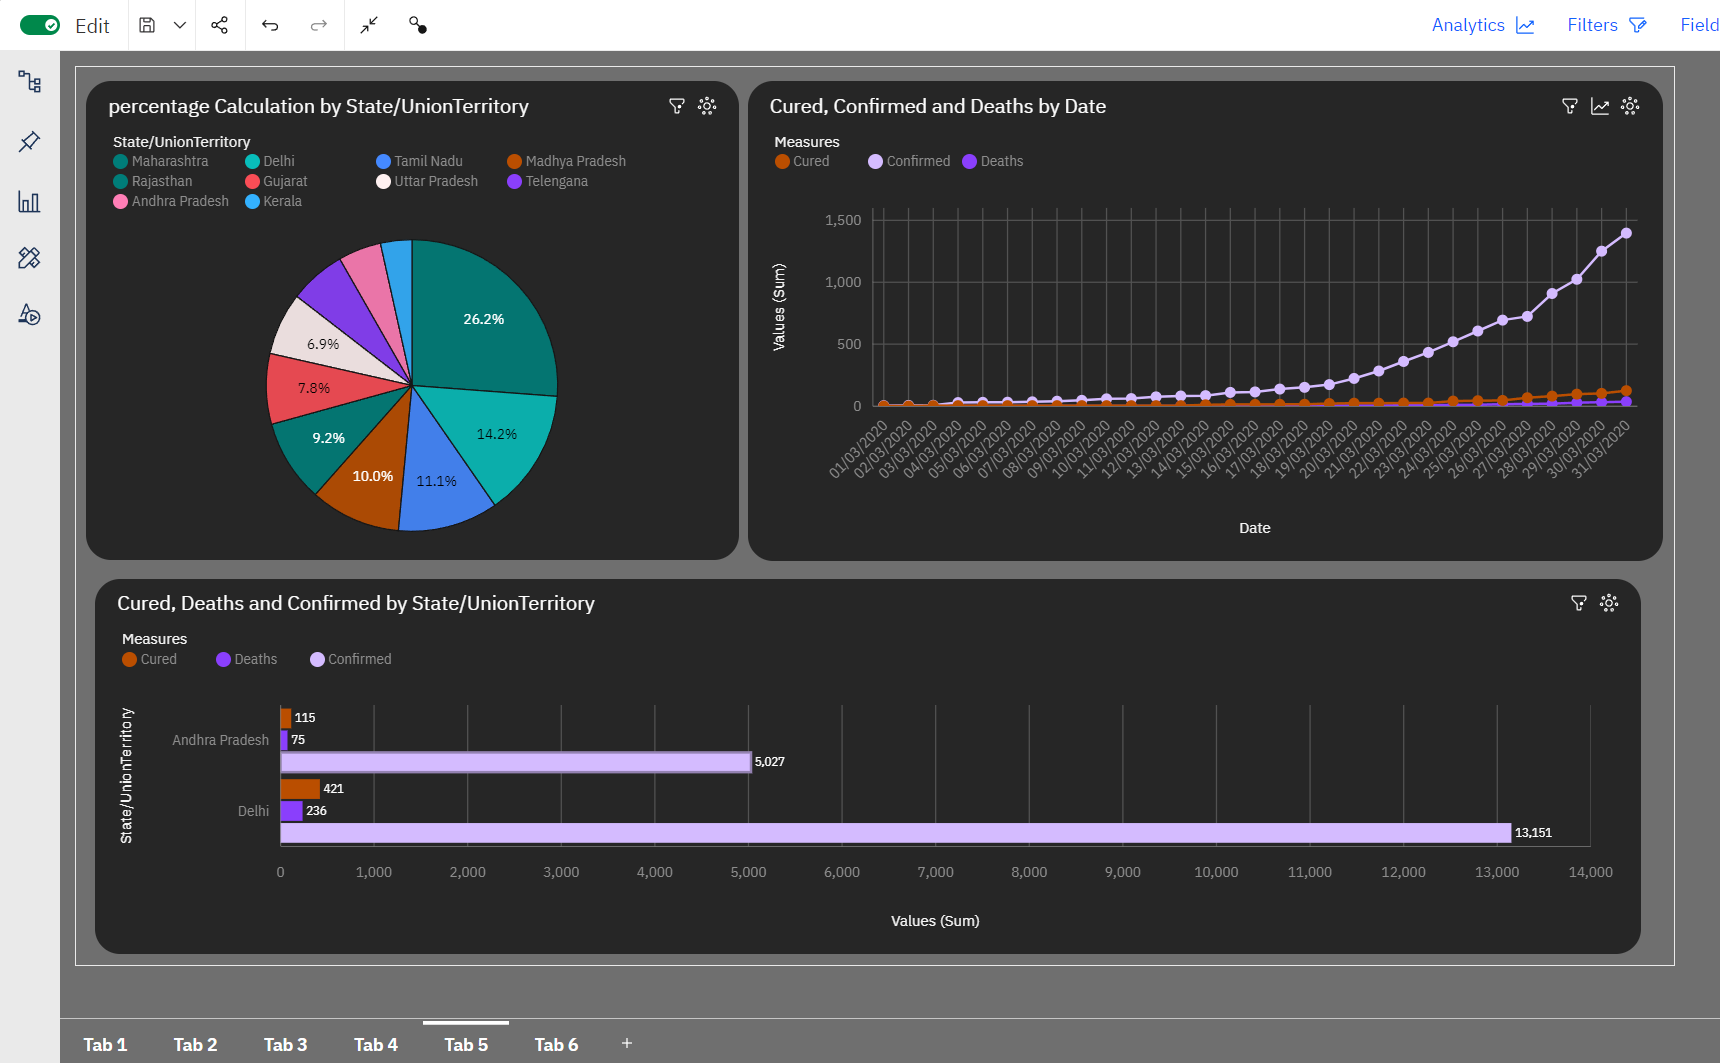 Edit
Analytics
Filters
Field
percentage Calculation by State/UnionTerritory
State/UnionTerritory
Maharashtra Delhi Tamil Nadu Madhya Pradesh
Rajasthan Gujarat Uttar Pradesh Telengana
Andhra Pradesh Kerala
26.2%
6.9%
7.8%
9.2%
14.2%
10.0%
11.1%
Cured, Confirmed and Deaths by Date
Measures
Cured Confirmed Deaths
Values (Sum)
1,500
1,000
500
0
01/03/2020
02/03/2020
03/03/2020
04/03/2020
05/03/2020
06/03/2020
07/03/2020
08/03/2020
09/03/2020
10/03/2020
11/03/2020
12/03/2020
13/03/2020
14/03/2020
15/03/2020
16/03/2020
17/03/2020
18/03/2020
19/03/2020
20/03/2020
21/03/2020
22/03/2020
23/03/2020
24/03/2020
25/03/2020
26/03/2020
27/03/2020
28/03/2020
29/03/2020
30/03/2020
31/03/2020
Date
Cured, Deaths and Confirmed by State/UnionTerritory
Measures
Cured Deaths Confirmed
State/UnionTerritory
115
Andhra Pradesh 75
5,027
421
Delhi 236
13,151
0 1,000 2,000 3,000 4,000 5,000 6,000 7,000 8,000 9,000 10,000 11,000 12,000 13,000 14,000
Values (Sum)
Tab 1 Tab 2 Tab 3 Tab 4 Tab 5 Tab 6 +